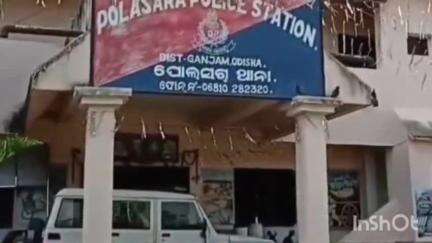 POLASARA POLICE STATION.
DIST-GANJAM, ODISHA.
ପୋଲସରା ଥାନା
ଫୋନ-06810 282320.
InShOt